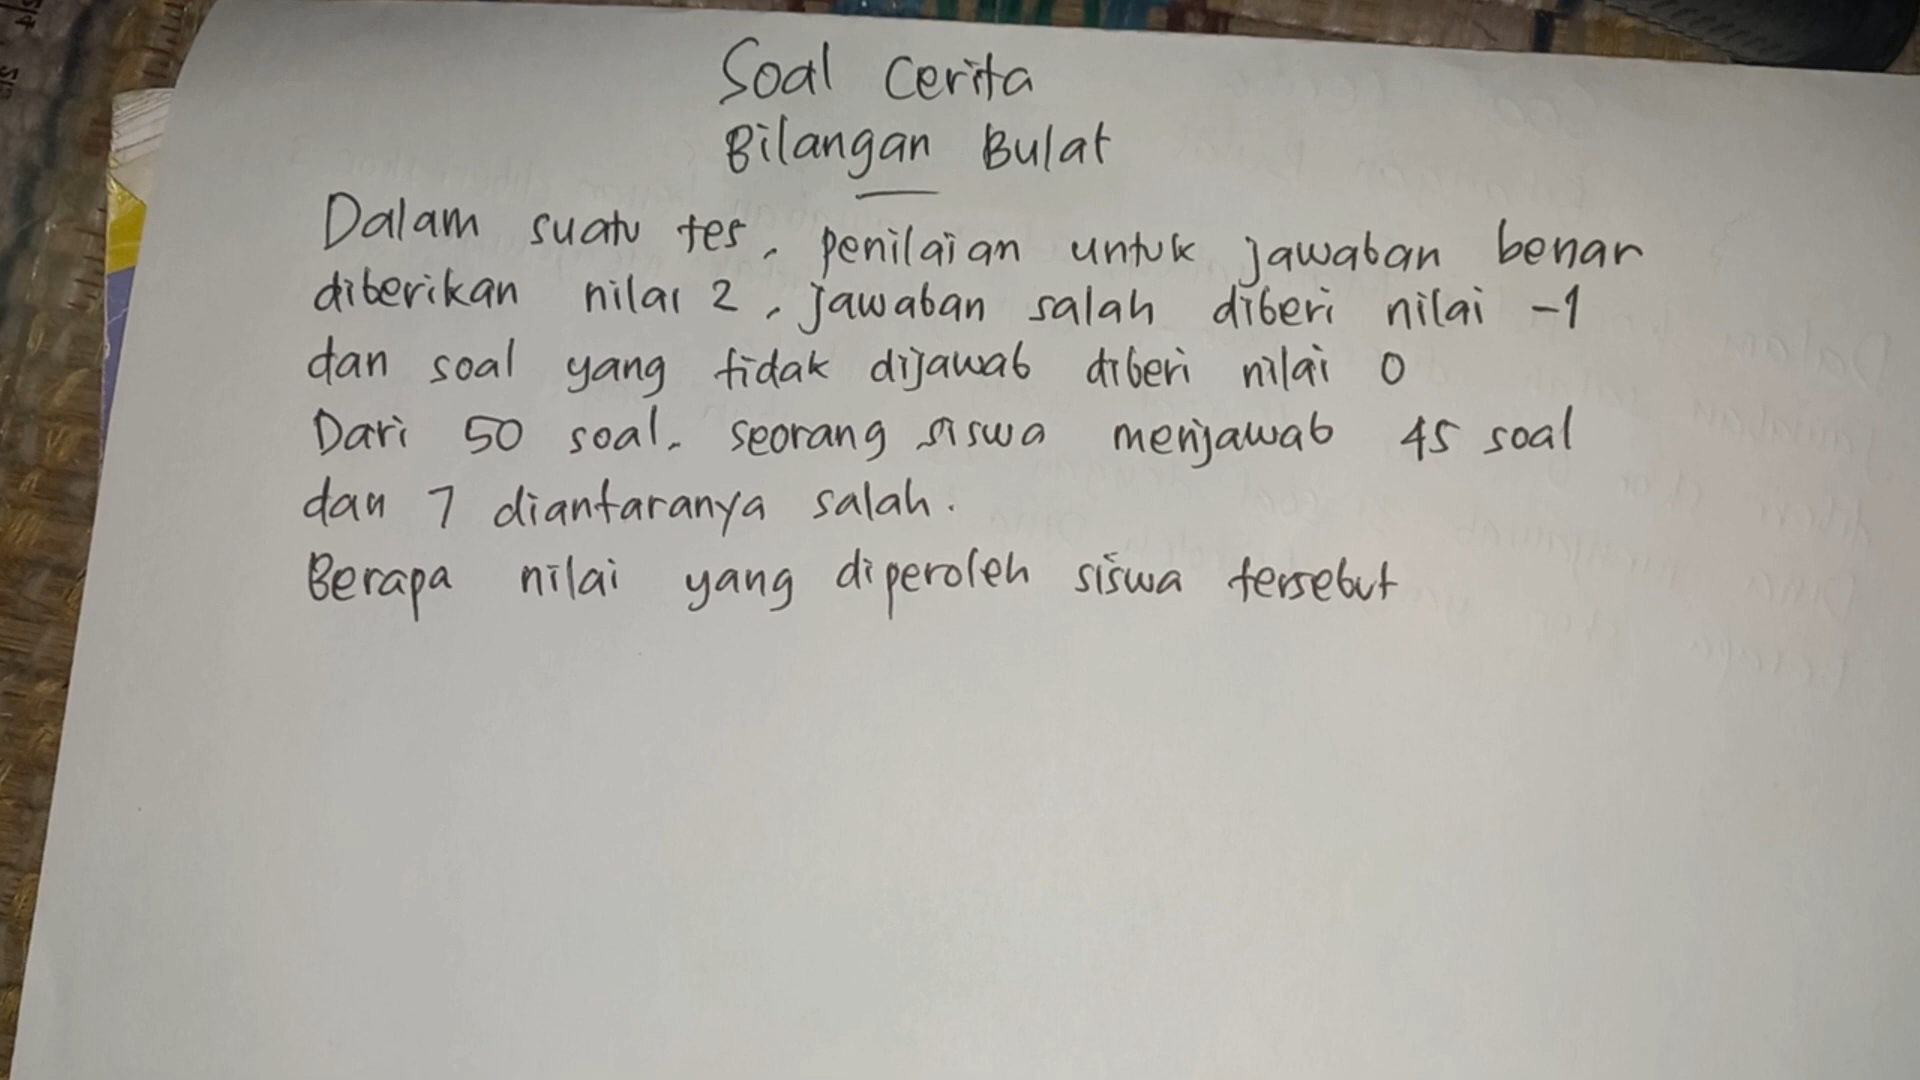 Soal Cerita
Bilangan Bulat
Dalam suatu tes, penilaian untuk jawaban benar
diberikan nilai 2, jawaban salah diberi nilai -1
dan soal yang tidak dijawab diberi nilai 0
Dari 50 soal, seorang siswa menjawab 45 soal
dan 7 diantaranya salah.
Berapa nilai yang diperoleh siswa tersebut